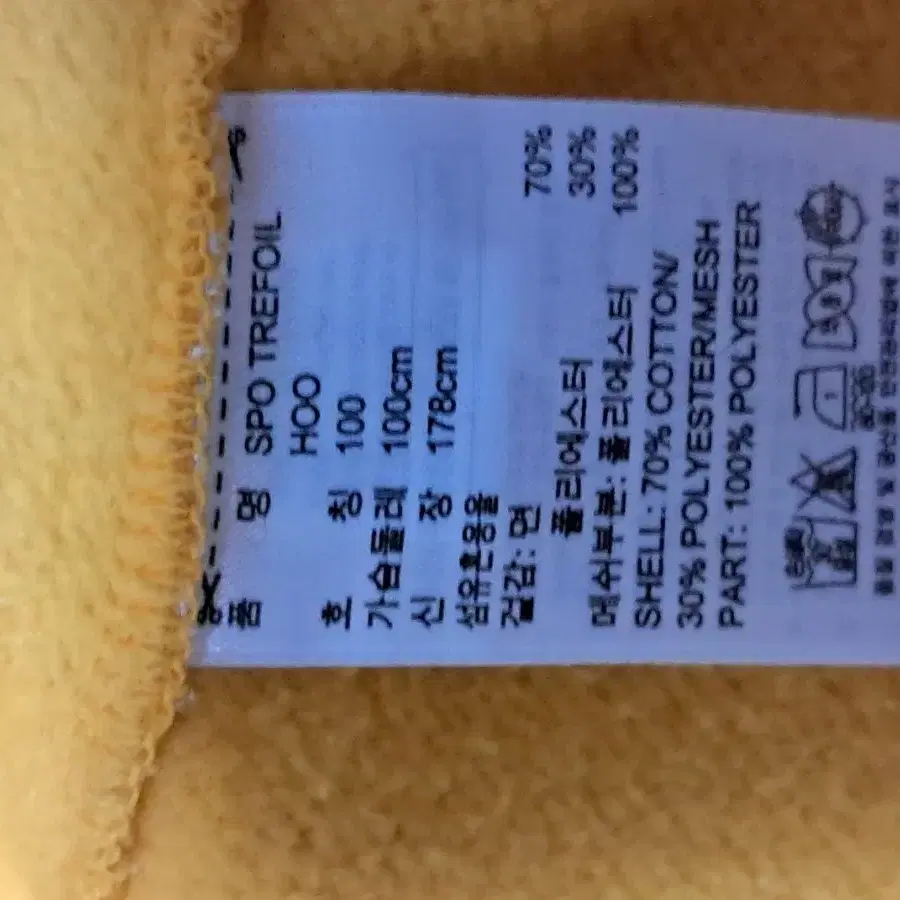 품 명 SPO TREFOIL
HOO
호 칭 100
가슴둘레 100cm
신 장 178cm
섬유혼용율
겉감: 면 70%
폴리에스터 30%
메쉬부분: 폴리에스터 100%
SHELL: 70% COTTON/
30% POLYESTER/MESH
PART: 100% POLYESTER